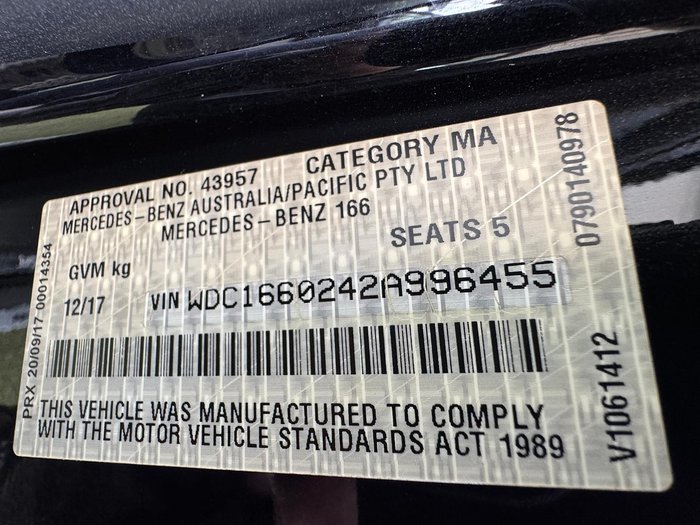 APPROVAL NO. 43957 CATEGORY MA
MERCEDES-BENZ AUSTRALIA/PACIFIC PTY LTD
MERCEDES-BENZ 166
SEATS 5
GVM kg
12/17 VIN WDC1660242A996455
THIS VEHICLE WAS MANUFACTURED TO COMPLY
WITH THE MOTOR VEHICLE STANDARDS ACT 1989
PRX 20/09/17 00014354
0790140978
V1061412